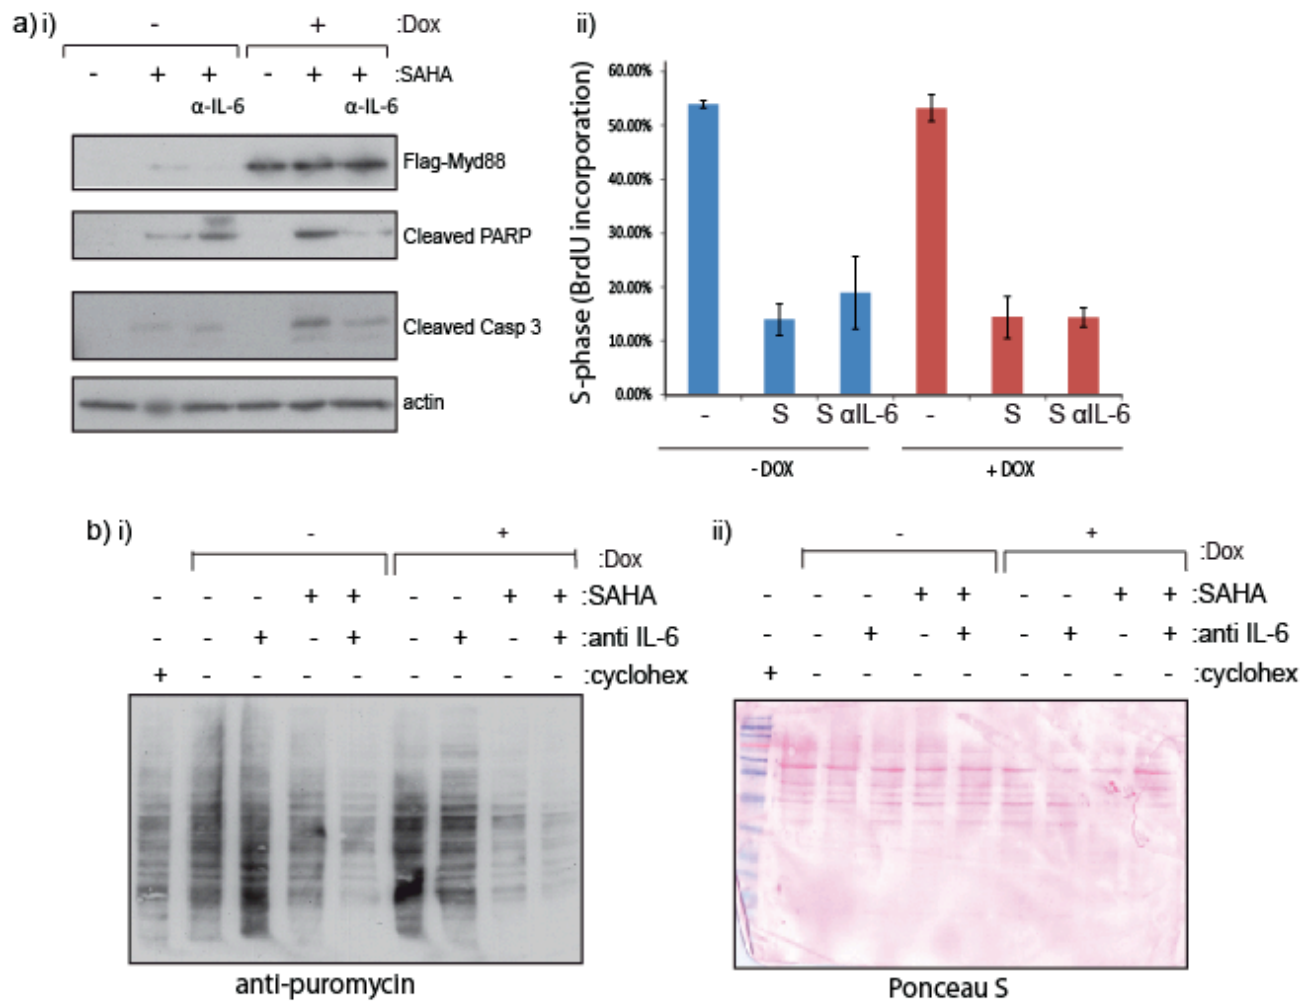 a) i)
- + :Dox
- + + - + + :SAHA
α-IL-6 α-IL-6
Flag-Myd88
Cleaved PARP
Cleaved Casp 3
actin
ii)
S-phase (BrdU incorporation)
60.00%
50.00%
40.00%
30.00%
20.00%
10.00%
0.00%
- S S αIL-6 - S S αIL-6
- DOX + DOX
b) i)
- + :Dox
- - - + + - - + + :SAHA
- - + - + - + - + :anti IL-6
+ - - - - - - - - :cyclohex
anti-puromycin
ii)
- + :Dox
- - - + + - - + + :SAHA
- - + - + - + - + :anti IL-6
+ - - - - - - - - :cyclohex
Ponceau S